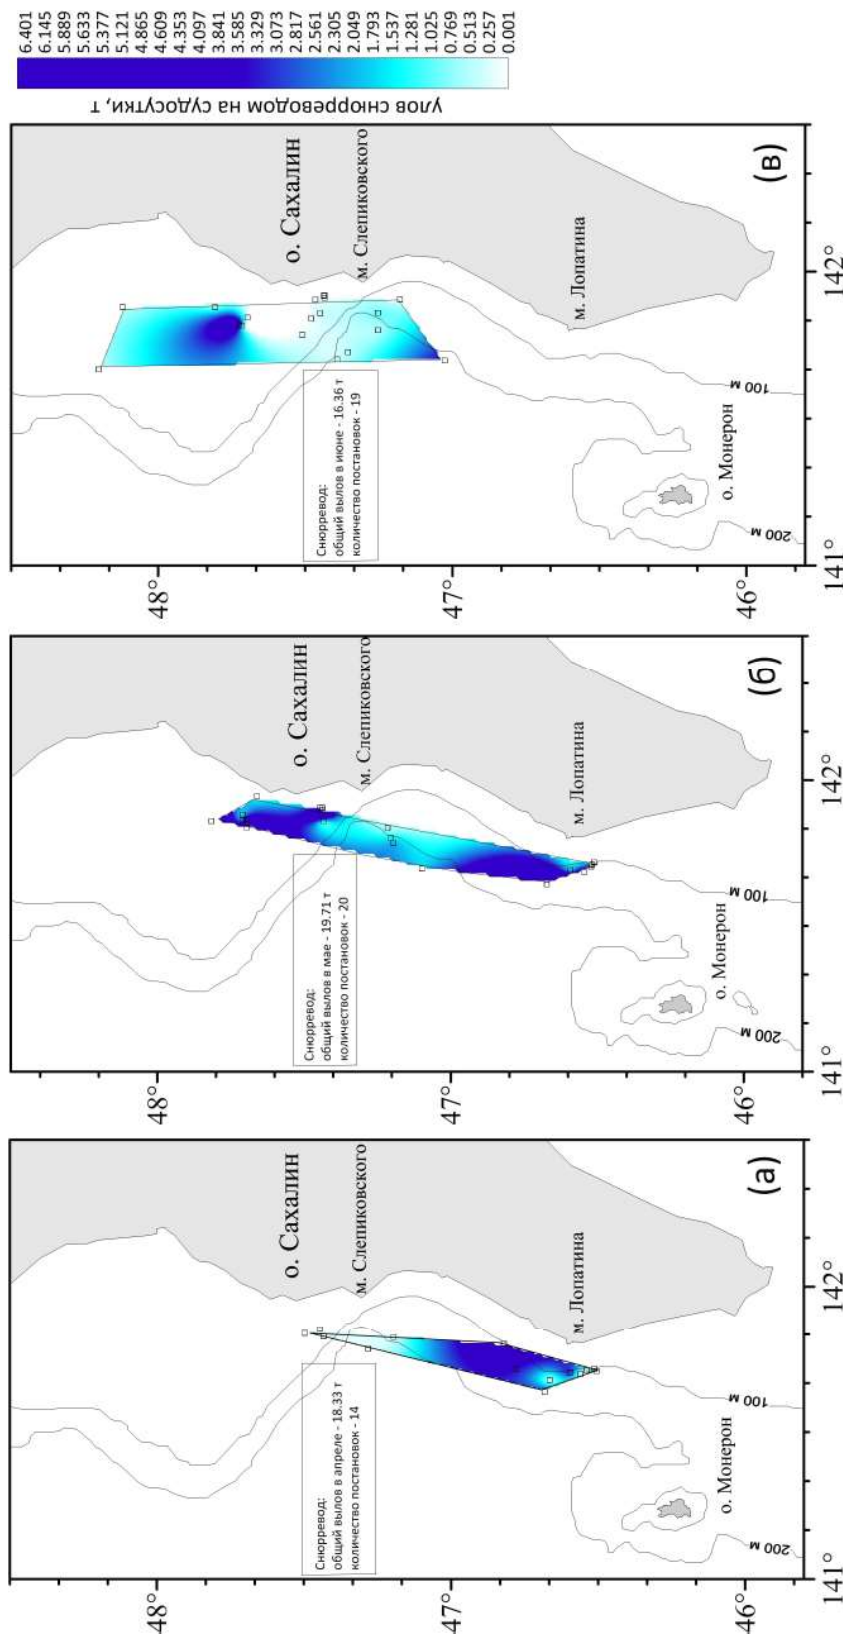 6.401
6.145
5.889
5.633
5.377
5.121
4.865
4.609
4.353
4.097
3.841
3.585
3.329
3.073
2.817
2.561
2.305
2.049
1.793
1.537
1.281
1.025
0.769
0.513
0.257
0.001
улов снюрреводом на судосутки, т
48°
47°
46°
141°
142°
о. Сахалин
м. Слепиковского
м. Лопатина
о. Монерон
100 м
200 м
Снюрревод:
общий вылов в апреле - 18.33 т
количество постановок - 14
(а)
48°
47°
46°
141°
142°
о. Сахалин
м. Слепиковского
м. Лопатина
о. Монерон
100 м
200 м
Снюрревод:
общий вылов в мае - 19.71 т
количество постановок - 20
(б)
48°
47°
46°
141°
142°
о. Сахалин
м. Слепиковского
м. Лопатина
о. Монерон
100 м
200 м
Снюрревод:
общий вылов в июне - 16.36 т
количество постановок - 19
(в)